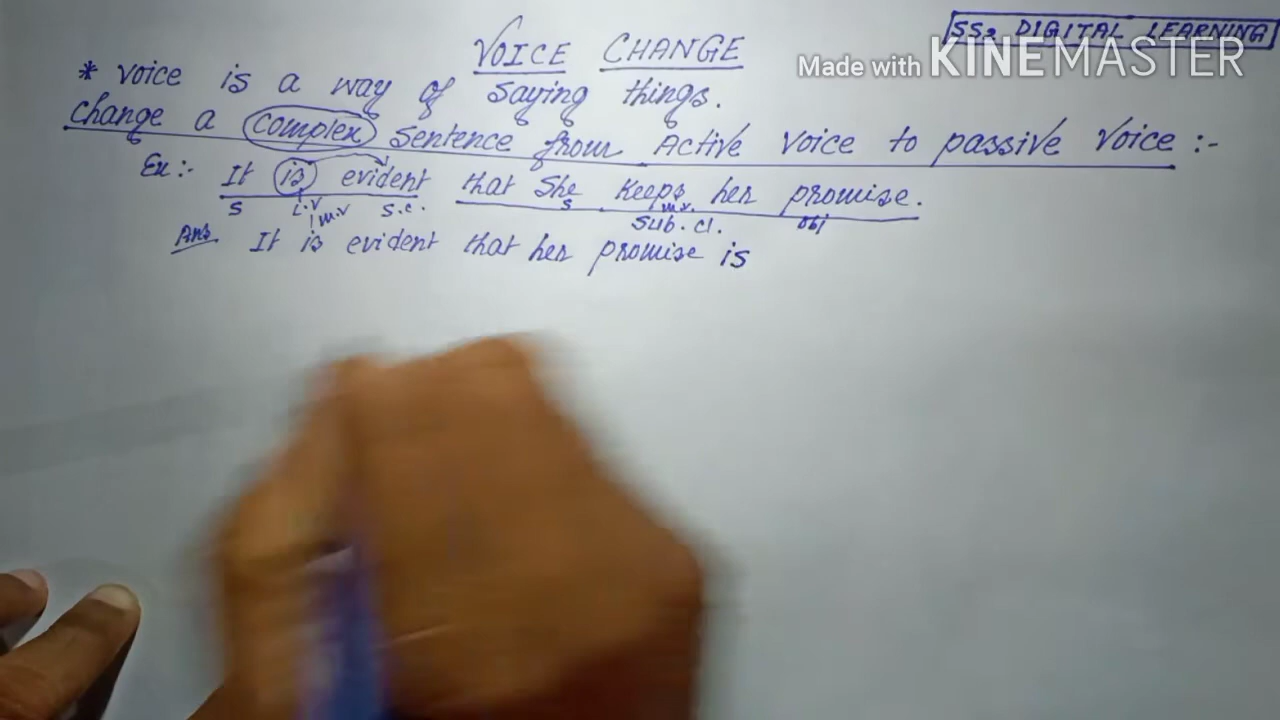 SS2 DIGITAL LEARNING
Made with KINEMASTER
VOICE CHANGE
* Voice is a way of saying things.
Change a complex sentence from Active voice to passive voice :-
Ex:- It is evident that she keeps her promise.
S L.V S.C. S m.v. obj
m.v Sub. cl.
Ans. It is evident that her promise is